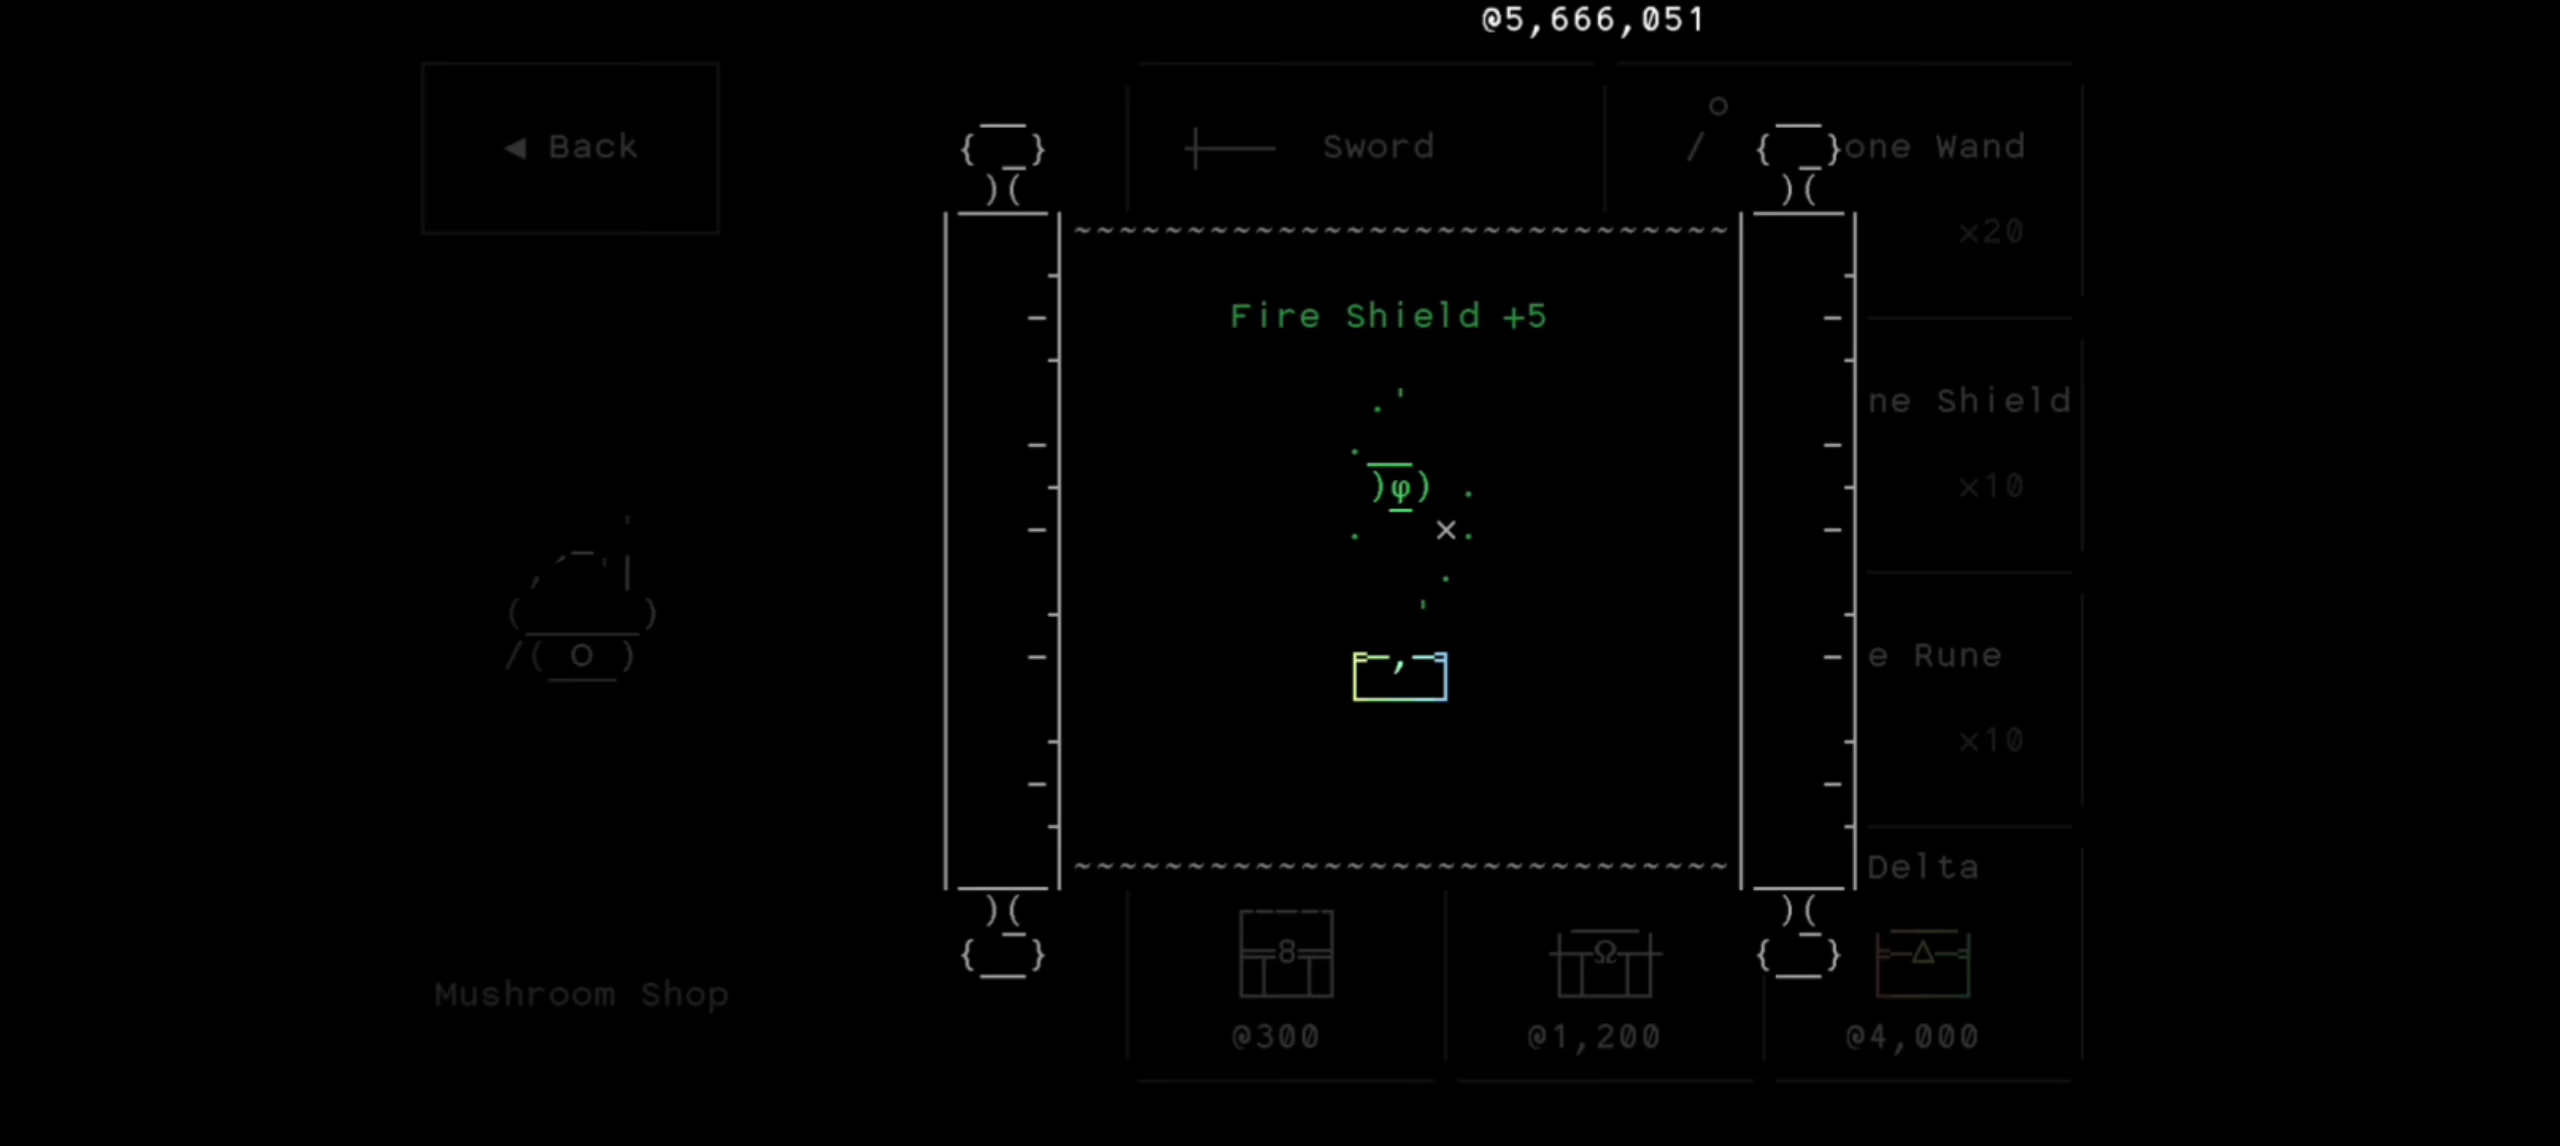 @5,666,051
◀ Back
Sword
one Wand
×20
Fire Shield +5
ne Shield
×10
e Rune
×10
Delta
Mushroom Shop
@300
@1,200
@4,000